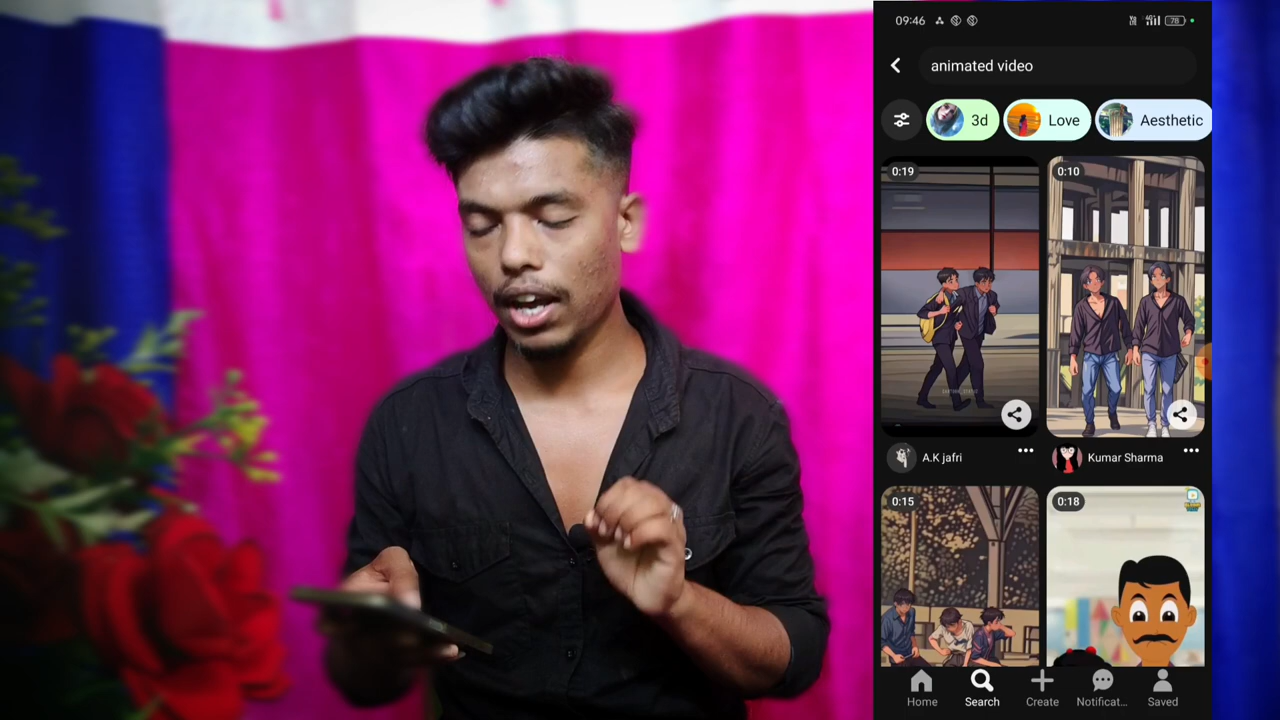 09:46
78
animated video
3d
Love
Aesthetic
0:19
0:10
A.K jafri
Kumar Sharma
0:15
0:18
Home
Search
Create
Notificat...
Saved